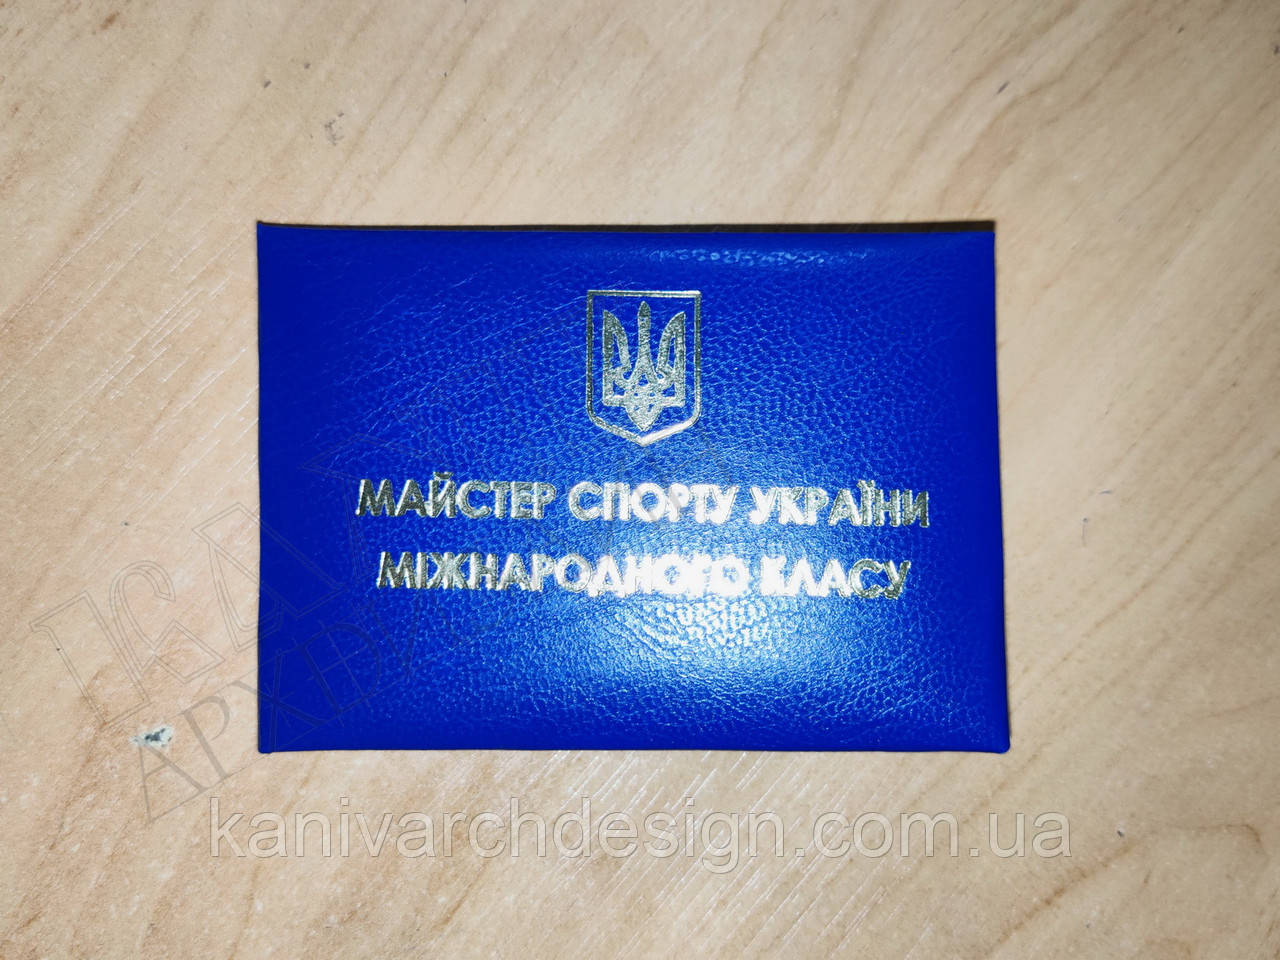 МАЙСТЕР СПОРТУ УКРАЇНИ
МІЖНАРОДНОГО КЛАСУ
kanivarchdesign.com.ua